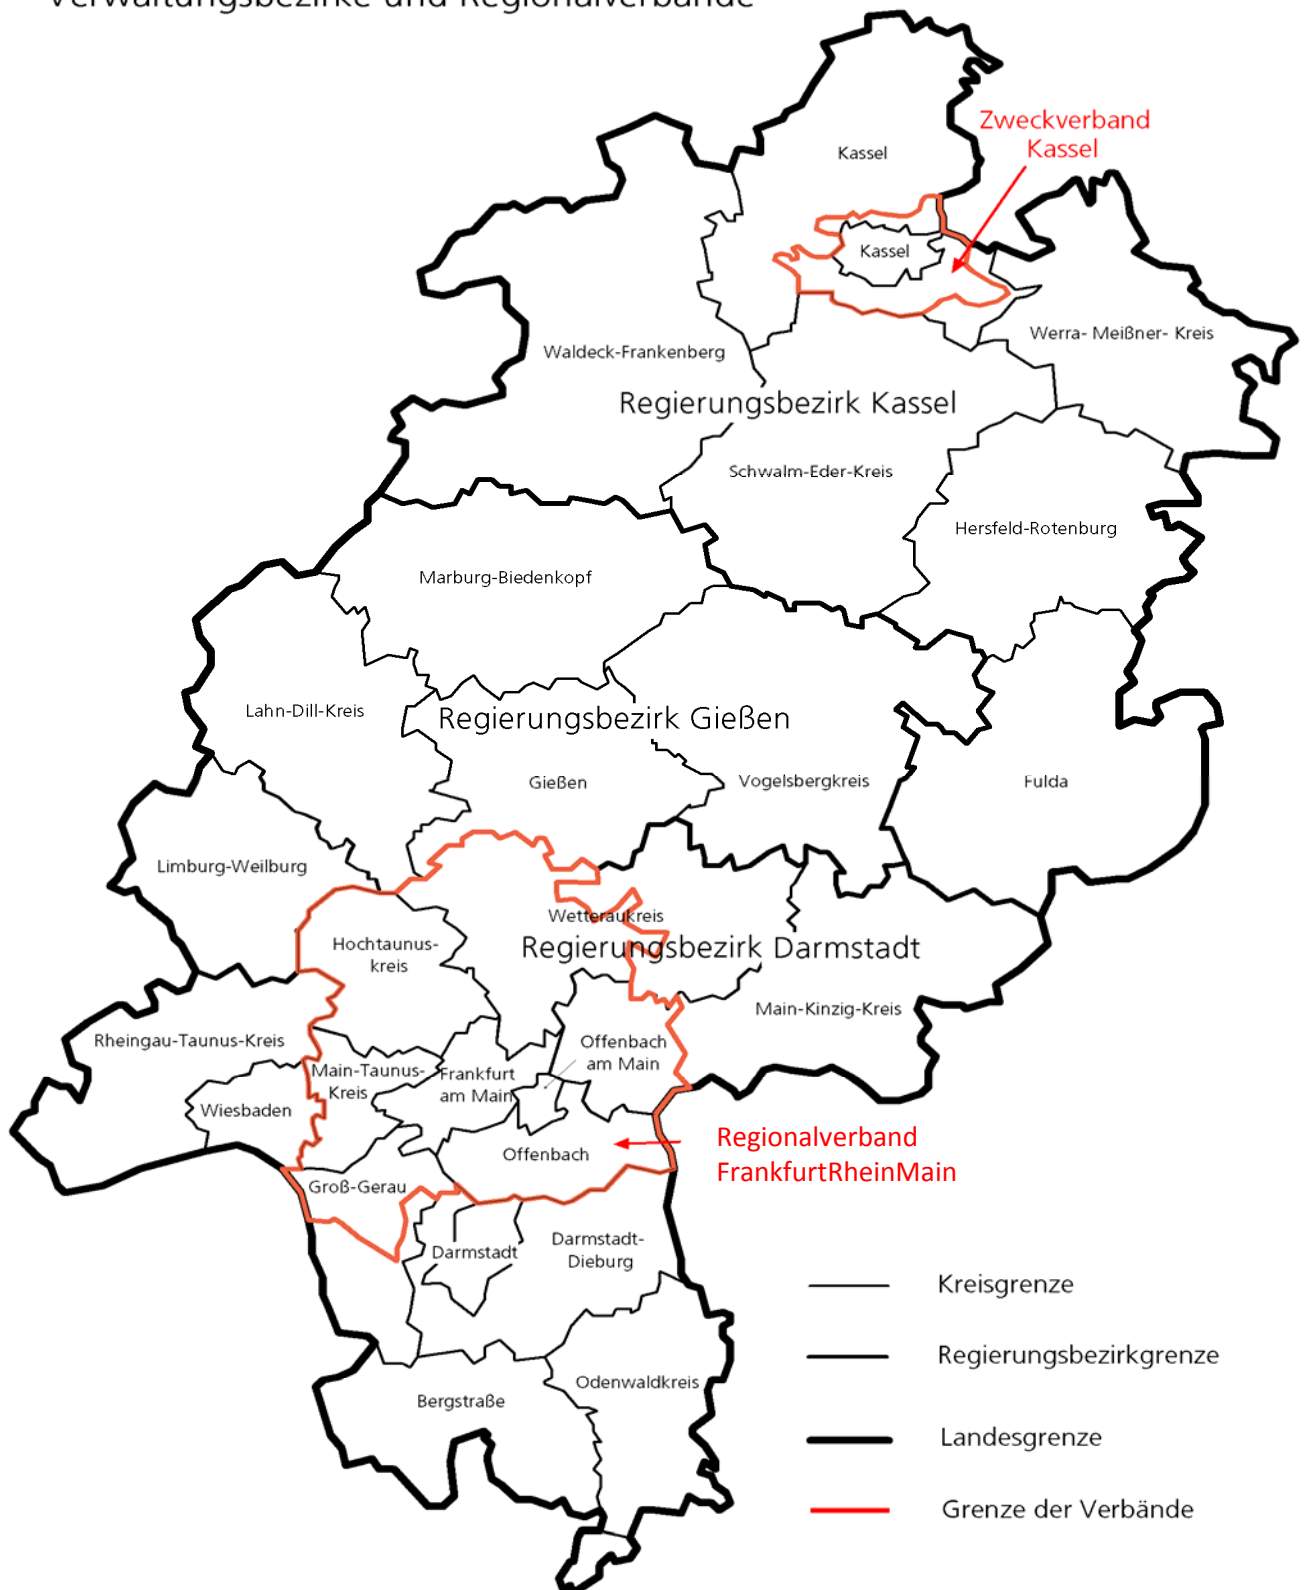 Verwaltungsbezirke und Regionalverbände
Zweckverband
Kassel
Kassel
Kassel
Werra- Meißner- Kreis
Waldeck-Frankenberg
Regierungsbezirk Kassel
Schwalm-Eder-Kreis
Hersfeld-Rotenburg
Marburg-Biedenkopf
Lahn-Dill-Kreis
Regierungsbezirk Gießen
Gießen
Vogelsbergkreis
Fulda
Limburg-Weilburg
Wetteraukreis
Hochtaunus-
kreis
Regierungsbezirk Darmstadt
Main-Kinzig-Kreis
Rheingau-Taunus-Kreis
Offenbach
am Main
Main-Taunus-
Kreis
Frankfurt
am Main
Wiesbaden
Regionalverband
FrankfurtRheinMain
Offenbach
Groß-Gerau
Darmstadt
Darmstadt-
Dieburg
Kreisgrenze
Regierungsbezirkgrenze
Odenwaldkreis
Bergstraße
Landesgrenze
Grenze der Verbände